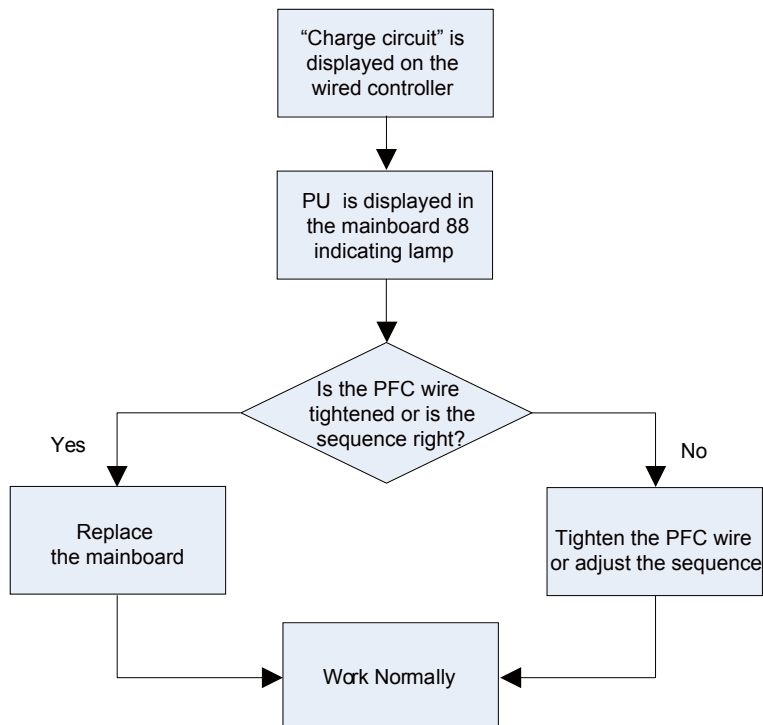 “Charge circuit” is
displayed on the
wired controller
PU is displayed in
the mainboard 88
indicating lamp
Is the PFC wire
tightened or is the
sequence right?
Yes
No
Replace
the mainboard
Tighten the PFC wire
or adjust the sequence
Work Normally